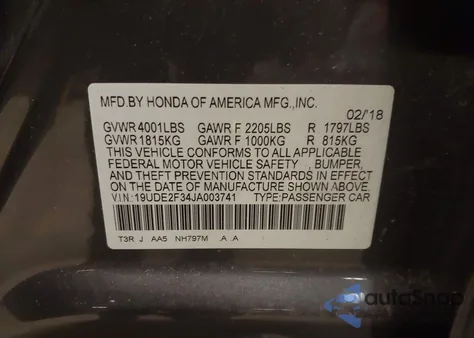 MFD.BY HONDA OF AMERICA MFG.,INC.
02/'18
GVWR 4001LBS GAWR F 2205LBS R 1797LBS
GVWR 1815KG GAWR F 1000KG R 815KG
THIS VEHICLE CONFORMS TO ALL APPLICABLE
FEDERAL MOTOR VEHICLE SAFETY , BUMPER,
AND THEFT PREVENTION STANDARDS IN EFFECT
ON THE DATE OF MANUFACTURE SHOWN ABOVE.
VIN:19UDE2F34JA003741 TYPE:PASSENGER CAR
T3R J AA5 NH797M .A .A
autoSnap